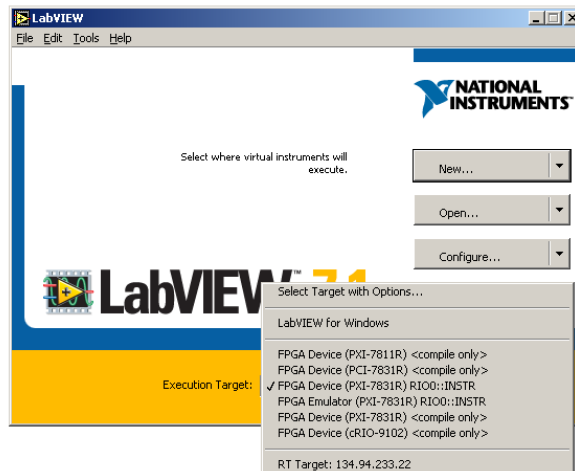 LabVIEW
File Edit Tools Help
NATIONAL
INSTRUMENTS
Select where virtual instruments will
execute.
New...
Open...
Configure...
LabVIEW
Select Target with Options...
LabVIEW for Windows
FPGA Device (PXI-7811R) <compile only>
FPGA Device (PCI-7831R) <compile only>
Execution Target: ✓ FPGA Device (PXI-7831R) RIO0::INSTR
FPGA Emulator (PXI-7831R) RIO0::INSTR
FPGA Device (PXI-7831R) <compile only>
FPGA Device (cRIO-9102) <compile only>
RT Target: 134.94.233.22